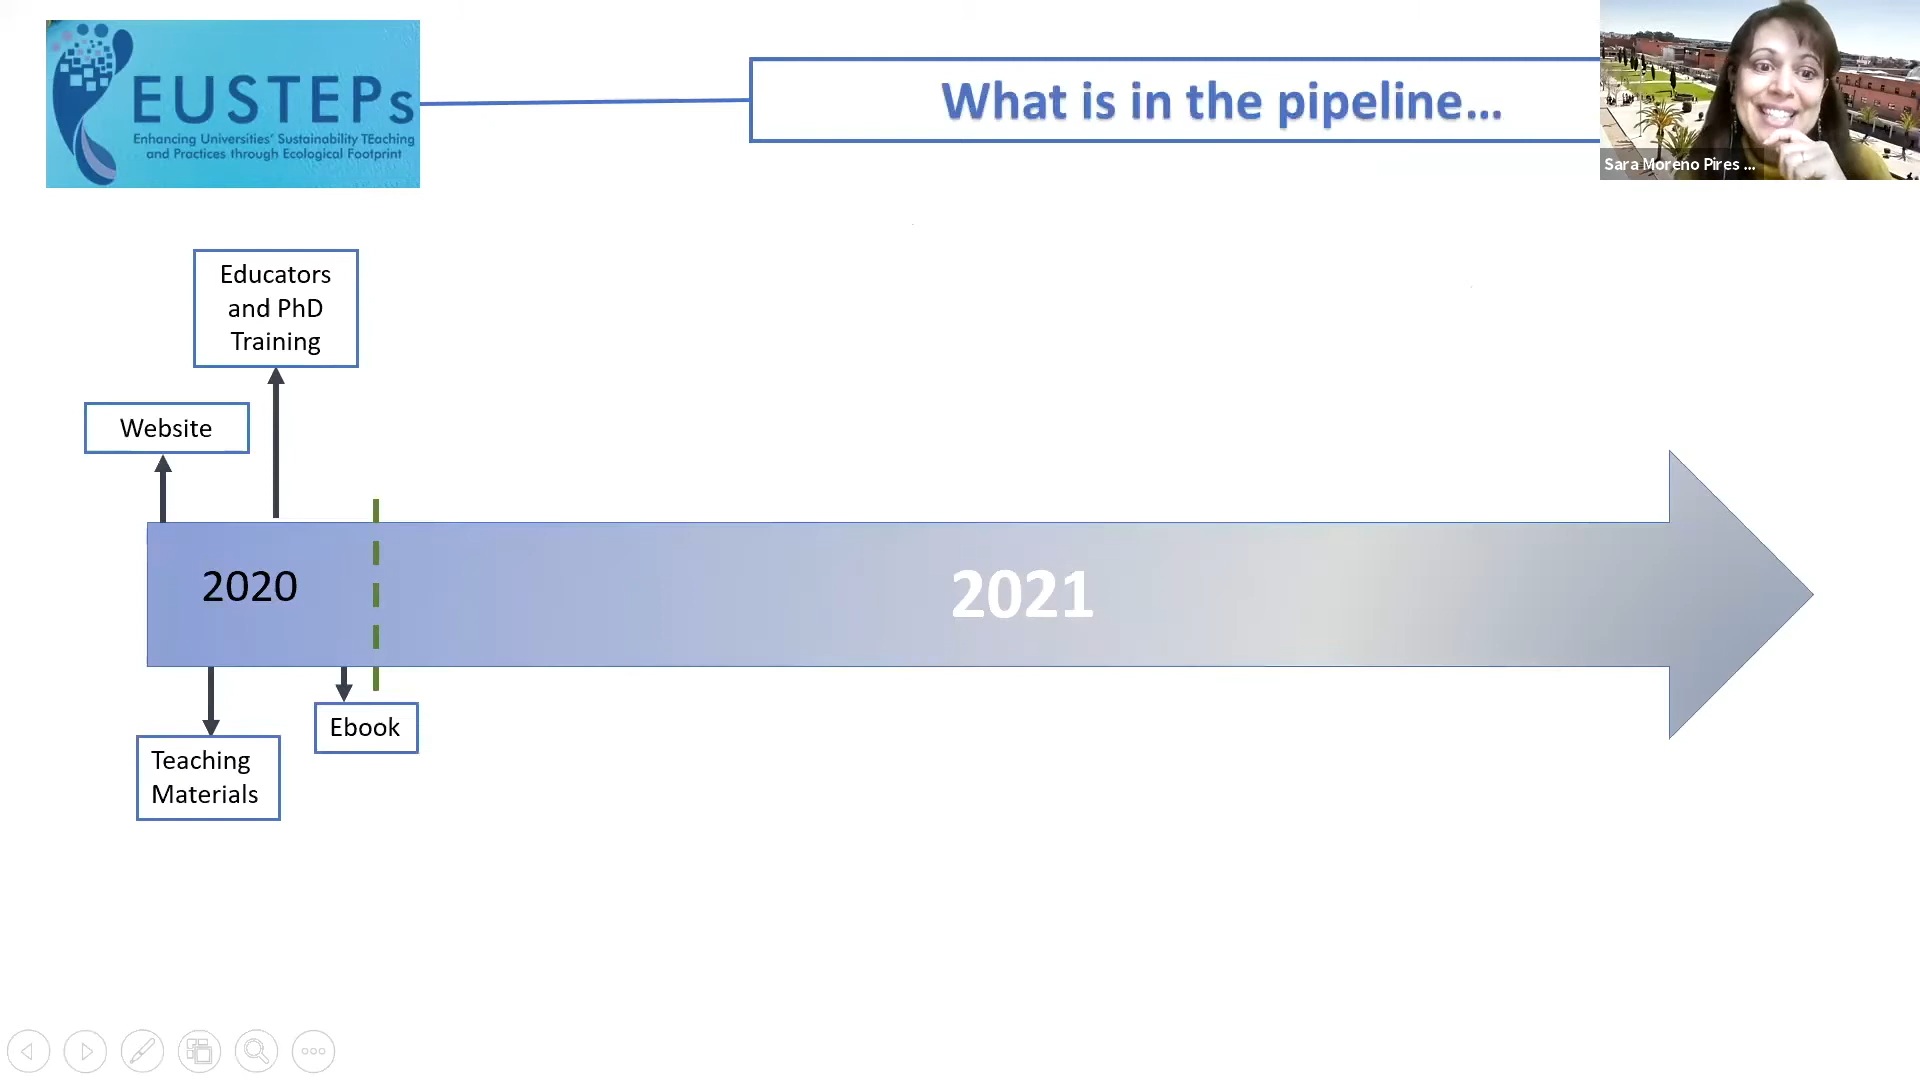 EUSTEPs
Enhancing Universities' Sustainability TEaching
and Practices through Ecological Footprint
What is in the pipeline...
Sara Moreno Pires ...
Educators
and PhD
Training
Website
2020
2021
Ebook
Teaching
Materials